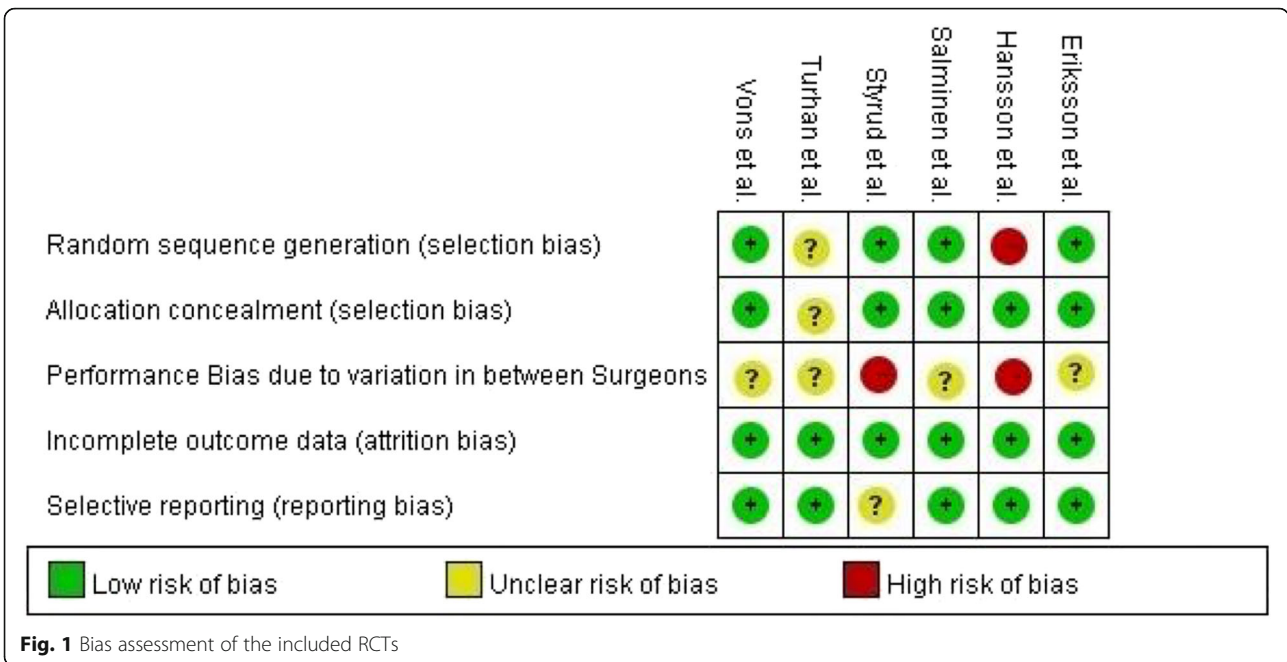 Vons et al.
Turhan et al.
Styrud et al.
Salminen et al.
Hansson et al.
Eriksson et al.
Random sequence generation (selection bias) + ? + + +
Allocation concealment (selection bias) + ? + + + +
Performance Bias due to variation in between Surgeons ? ? ? ?
Incomplete outcome data (attrition bias) + + + + + +
Selective reporting (reporting bias) + + ? + + +
Low risk of bias Unclear risk of bias High risk of bias
Fig. 1 Bias assessment of the included RCTs